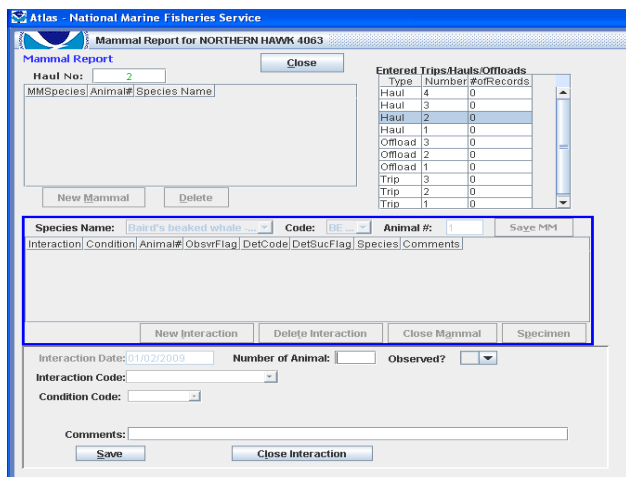 Atlas - National Marine Fisheries Service
Mammal Report for NORTHERN HAWK 4063
Mammal Report
Close
Haul No: 2
Entered Trips/Hauls/Offloads
MMSpecies Animal# Species Name
Type Number #ofRecords
Haul 4 0
Haul 3 0
Haul 2 0
Haul 1 0
Offload 3 0
Offload 2 0
Offload 1 0
Trip 3 0
Trip 2 0
Trip 1 0
New Mammal Delete
Species Name: Baird's beaked whale -... Code: BE ... Animal #: 1 Save MM
Interaction Condition Animal# ObsvrFlag DetCode DetSucFlag Species Comments
New Interaction Delete Interaction Close Mammal Specimen
Interaction Date: 01/02/2009 Number of Animal: Observed?
Interaction Code:
Condition Code:
Comments:
Save Close Interaction